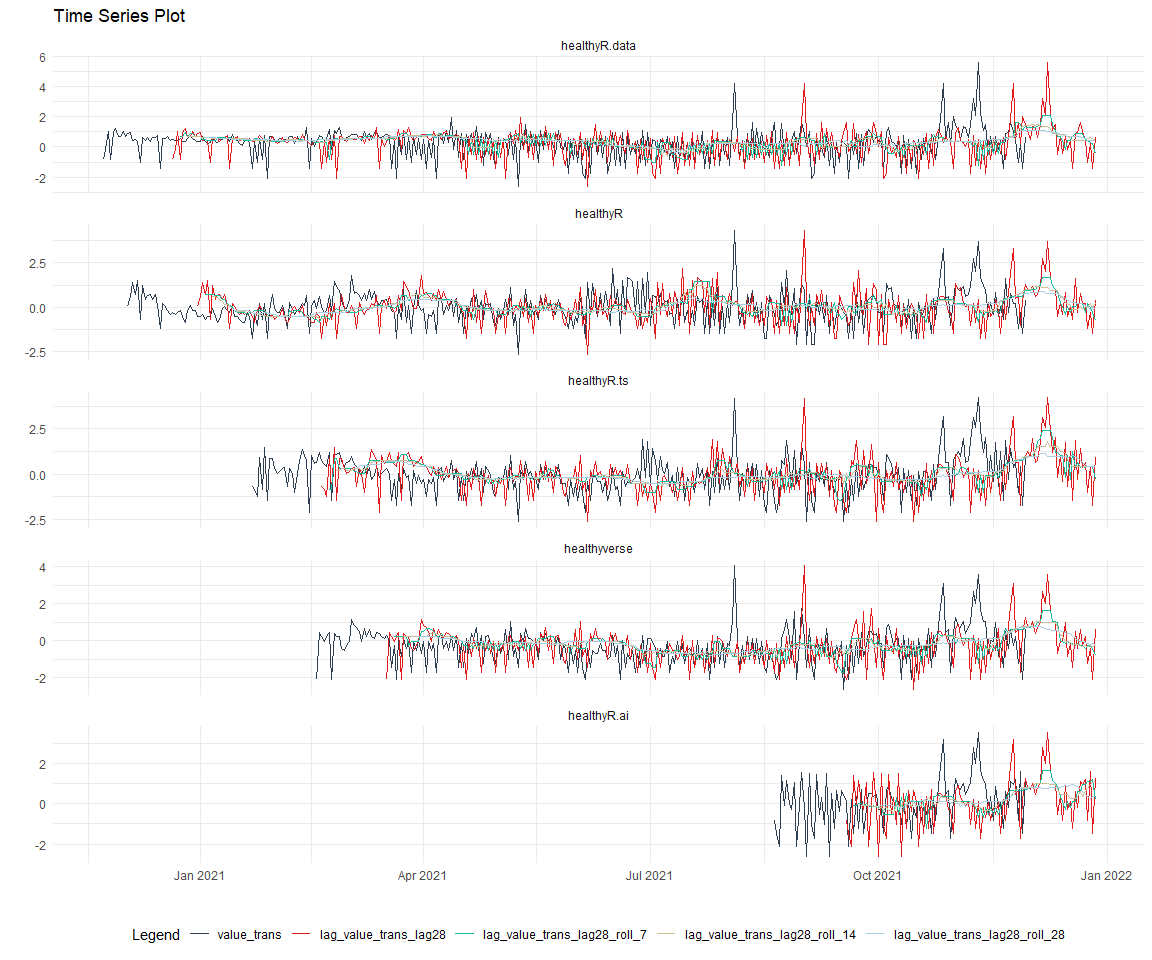 Time Series Plot
healthyR.data
6
4
2
0
-2
healthyR
2.5
0.0
-2.5
healthyR.ts
2.5
0.0
-2.5
healthyverse
4
2
0
-2
healthyR.ai
2
0
-2
Jan 2021 Apr 2021 Jul 2021 Oct 2021 Jan 2022
Legend value_trans lag_value_trans_lag28 lag_value_trans_lag28_roll_7 lag_value_trans_lag28_roll_14 lag_value_trans_lag28_roll_28